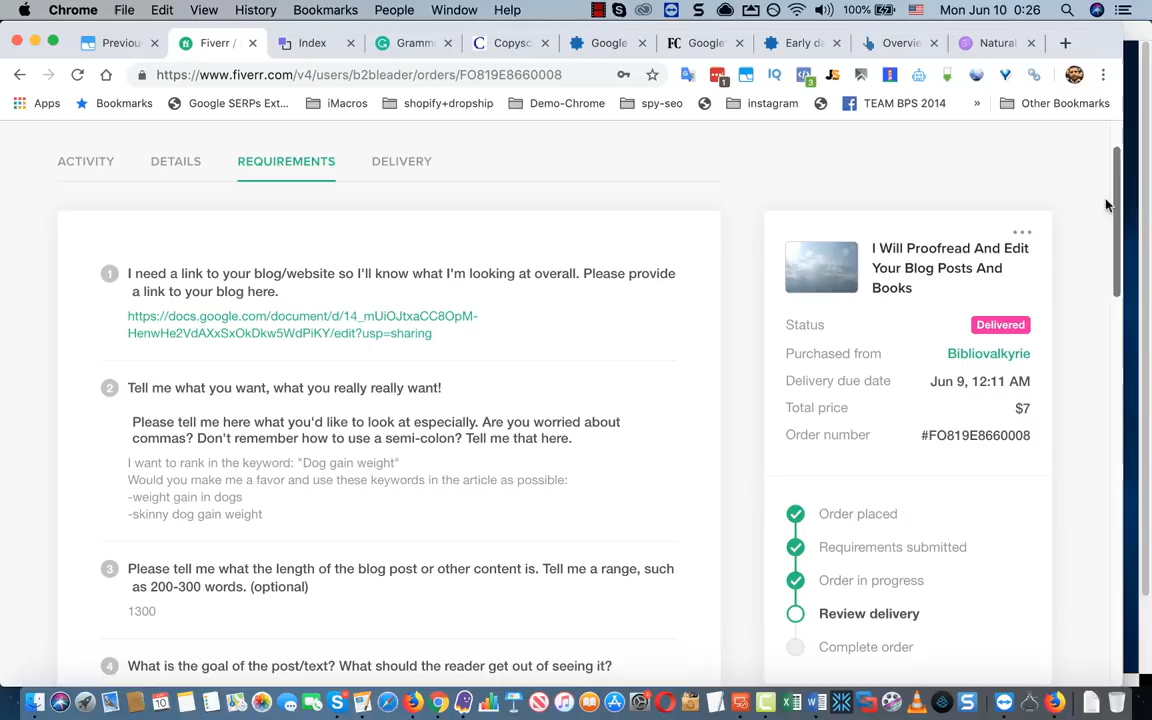 Chrome File Edit View History Bookmarks People Window Help 100% Mon Jun 10 0:26
Previou Fiverr / Index Gramm Copysc Google Google Early d Overvie Natural
https://www.fiverr.com/v4/users/b2bleader/orders/FO819E8660008
Apps Bookmarks Google SERPs Ext... iMacros shopify+dropship Demo-Chrome spy-seo instagram TEAM BPS 2014 » Other Bookmarks
ACTIVITY DETAILS REQUIREMENTS DELIVERY
1 I need a link to your blog/website so I'll know what I'm looking at overall. Please provide
a link to your blog here.
https://docs.google.com/document/d/14_mUiOJtxaCC8OpM-
HenwHe2VdAXxSxOkDkw5WdPiKY/edit?usp=sharing
2 Tell me what you want, what you really really want!
Please tell me here what you'd like to look at especially. Are you worried about
commas? Don't remember how to use a semi-colon? Tell me that here.
I want to rank in the keyword: "Dog gain weight"
Would you make me a favor and use these keywords in the article as possible:
-weight gain in dogs
-skinny dog gain weight
3 Please tell me what the length of the blog post or other content is. Tell me a range, such
as 200-300 words. (optional)
1300
4 What is the goal of the post/text? What should the reader get out of seeing it?
I Will Proofread And Edit
Your Blog Posts And
Books
Status Delivered
Purchased from Bibliovalkyrie
Delivery due date Jun 9, 12:11 AM
Total price $7
Order number #FO819E8660008
Order placed
Requirements submitted
Order in progress
Review delivery
Complete order